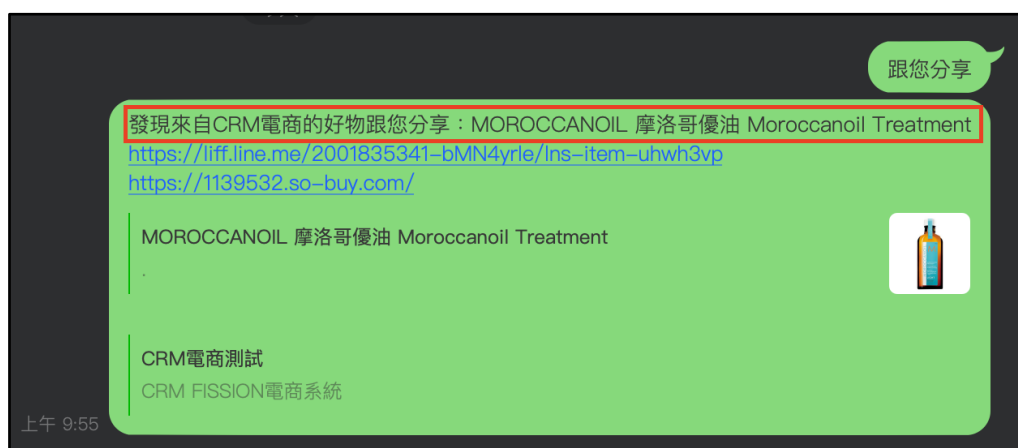 跟您分享
發現來自CRM電商的好物跟您分享：MOROCCANOIL 摩洛哥優油 Moroccanoil Treatment
https://liff.line.me/2001835341-bMN4yrle/lns-item-uhwh3vp
https://1139532.so-buy.com/
MOROCCANOIL 摩洛哥優油 Moroccanoil Treatment
.
CRM電商測試
CRM FISSION電商系統
上午 9:55